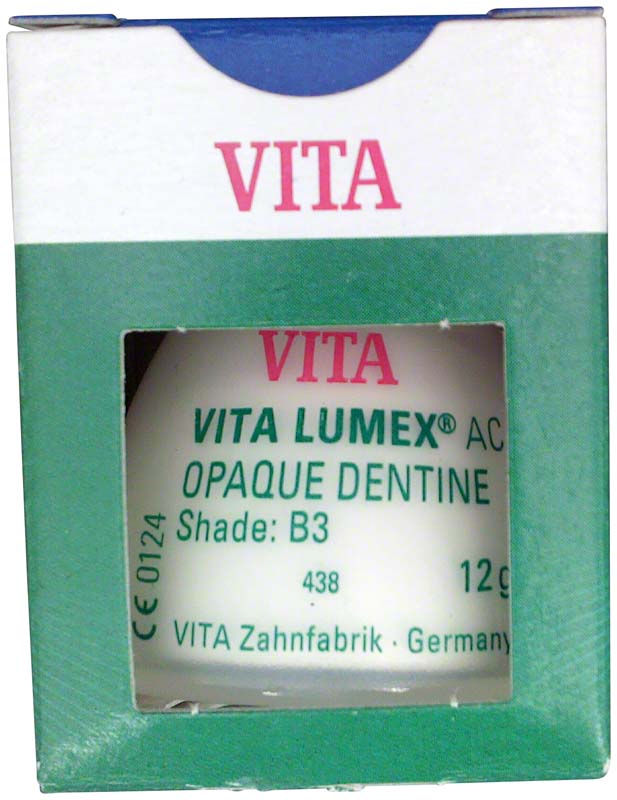 VITA
VITA
VITA LUMEX® AC
OPAQUE DENTINE
Shade: B3
438 12g
VITA Zahnfabrik · Germany
CE 0124